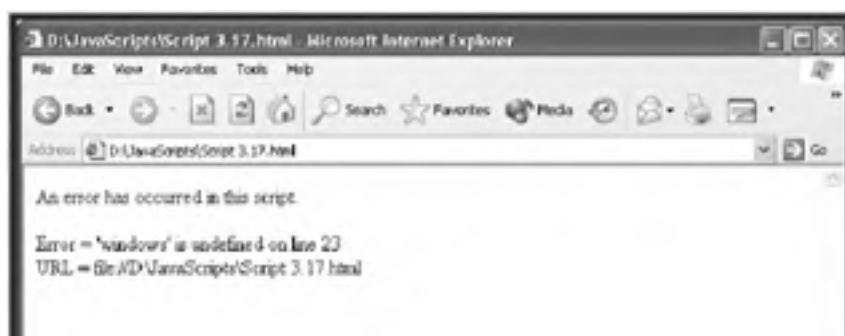 D:\JavaScripts\Script 3.17.html - Microsoft Internet Explorer
File Edit View Favorites Tools Help
Back Search Favorites Media
Address D:\JavaScripts\Script 3.17.html Go
An error has occurred in this script.
Error = 'windows' is undefined on line 23
URL = file://D:\JavaScripts\Script 3.17.html